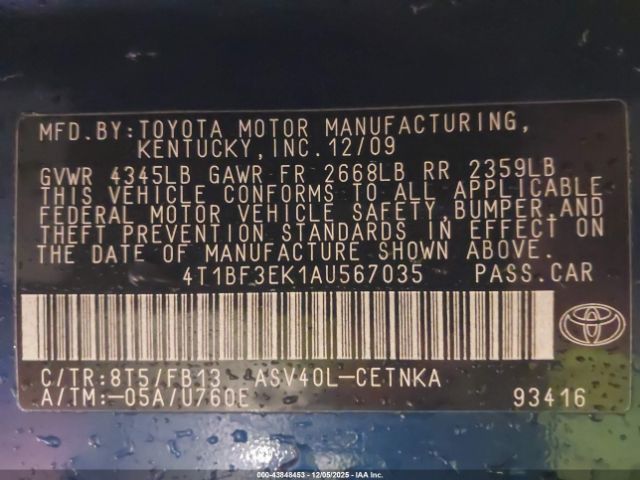 MFD.BY:TOYOTA MOTOR MANUFACTURING,
KENTUCKY,INC.12/09
GVWR 4345LB GAWR FR 2668LB RR 2359LB
THIS VEHICLE CONFORMS TO ALL APPLICABLE
FEDERAL MOTOR VEHICLE SAFETY,BUMPER,AND
THEFT PREVENTION STANDARDS IN EFFECT ON
THE DATE OF MANUFACTURE SHOWN ABOVE.
4T1BF3EK1AU567035 PASS.CAR
C/TR:8T5/FB13 ASV40L-CETNKA
A/TM:-05A/U760E 93416
000-43848453 - 12/05/2025 - IAA